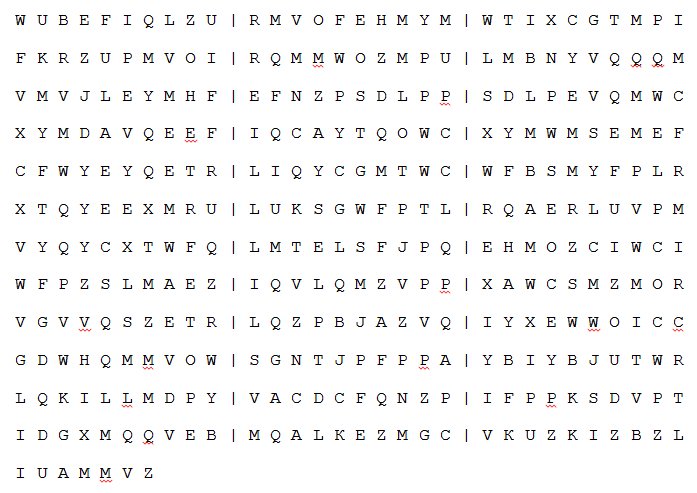 W U B E F I Q L Z U | R M V O F E H M Y M | W T I X C G T M P I
F K R Z U P M V O I | R Q M M W O Z M P U | L M B N Y V Q Q Q M
V M V J L E Y M H F | E F N Z P S D L P P | S D L P E V Q M W C
X Y M D A V Q E E F | I Q C A Y T Q O W C | X Y M W M S E M E F
C F W Y E Y Q E T R | L I Q Y C G M T W C | W F B S M Y F P L R
X T Q Y E E X M R U | L U K S G W F P T L | R Q A E R L U V P M
V Y Q Y C X T W F Q | L M T E L S F J P Q | E H M O Z C I W C I
W F P Z S L M A E Z | I Q V L Q M Z V P P | X A W C S M Z M O R
V G V V Q S Z E T R | L Q Z P B J A Z V Q | I Y X E W W O I C C
G D W H Q M M V O W | S G N T J P F P P A | Y B I Y B J U T W R
L Q K I L L M D P Y | V A C D C F Q N Z P | I F P P K S D V P T
I D G X M Q Q V E B | M Q A L K E Z M G C | V K U Z K I Z B Z L
I U A M M V Z